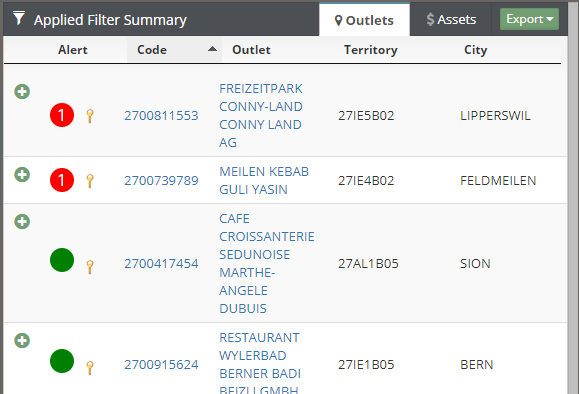 Applied Filter Summary
Outlets
$ Assets
Export
Alert
Code
Outlet
Territory
City
FREIZEITPARK
CONNY-LAND
1
2700811553
CONNY LAND
27IE5B02
LIPPERSWIL
AG
1
2700739789
MEILEN KEBAB
GULI YASIN
27IE4B02
FELDMEILEN
CAFE
CROISSANTERIE
SEDUNOISE
2700417454
MARTHE-
27AL1B05
SION
ANGELE
DUBUIS
RESTAURANT
WYLERBAD
2700915624
BERNER BADI
27IE1B05
BERN
BEIZLI GMBH